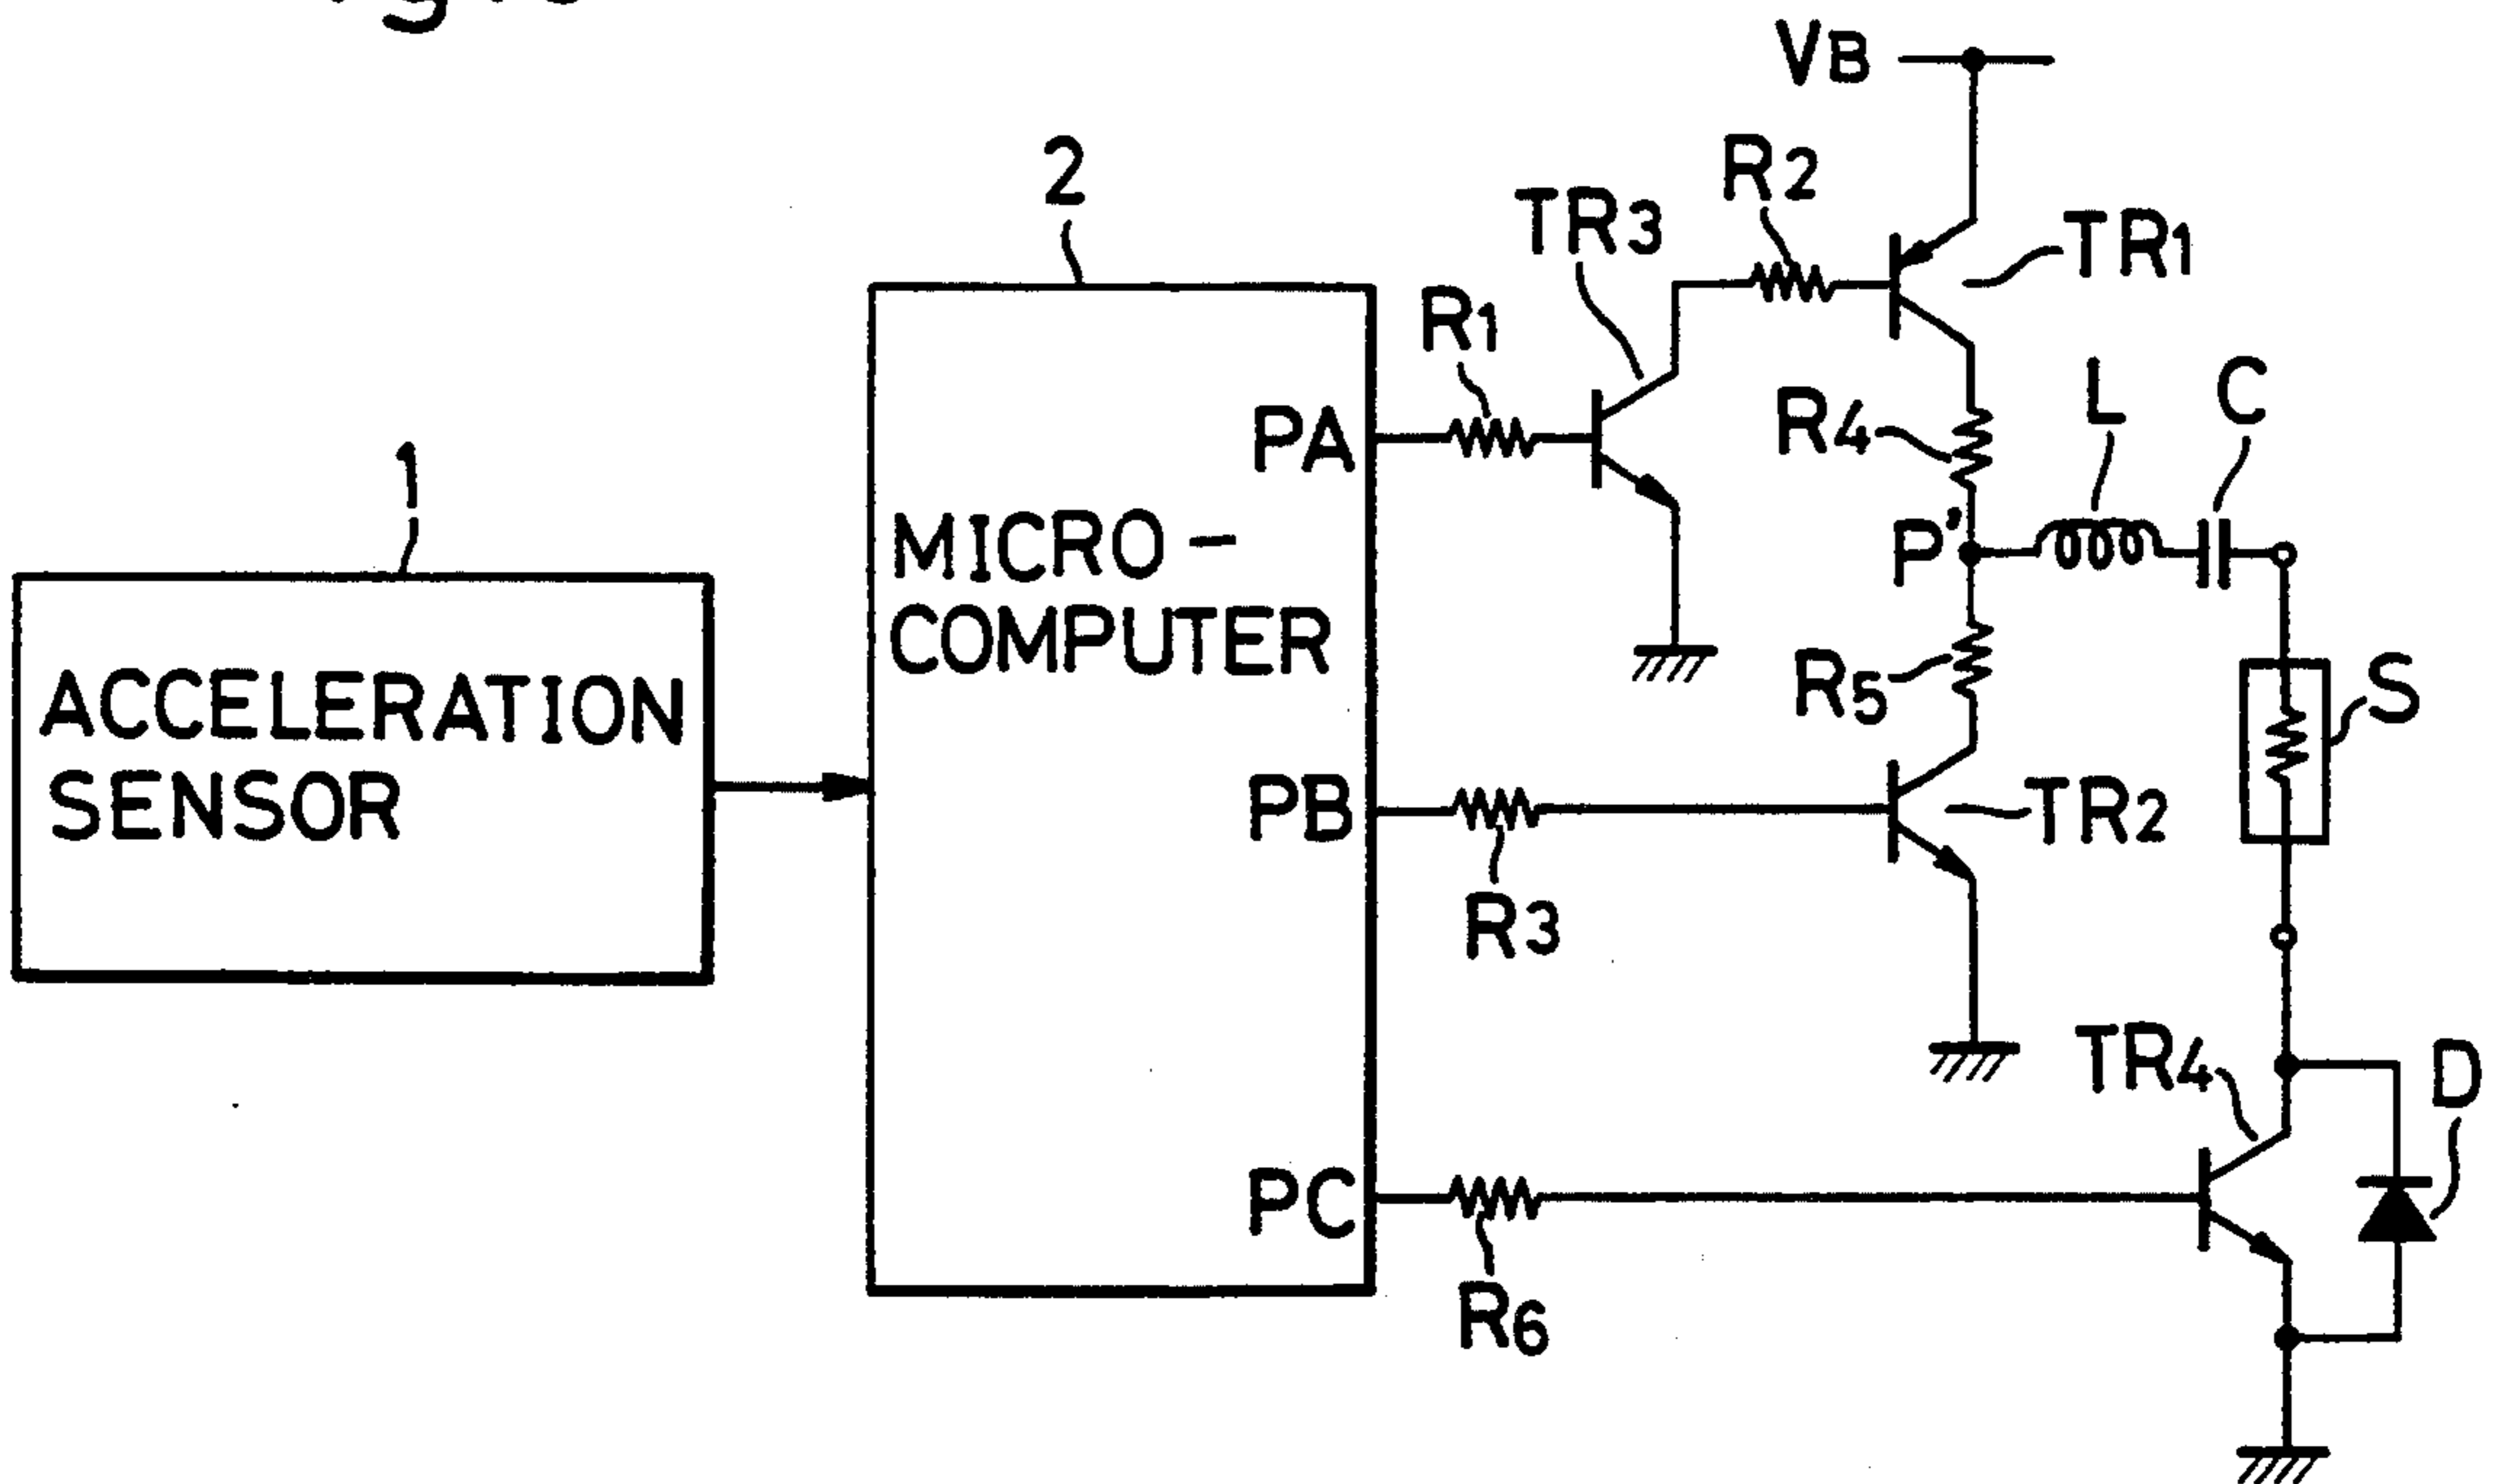 VB
2
R2
TR3
TR1
R1
L
C
R4
PA
1
P'
MICRO-
COMPUTER
S
R5
ACCELERATION
SENSOR
PB
TR2
R3
TR4
D
PC
R6